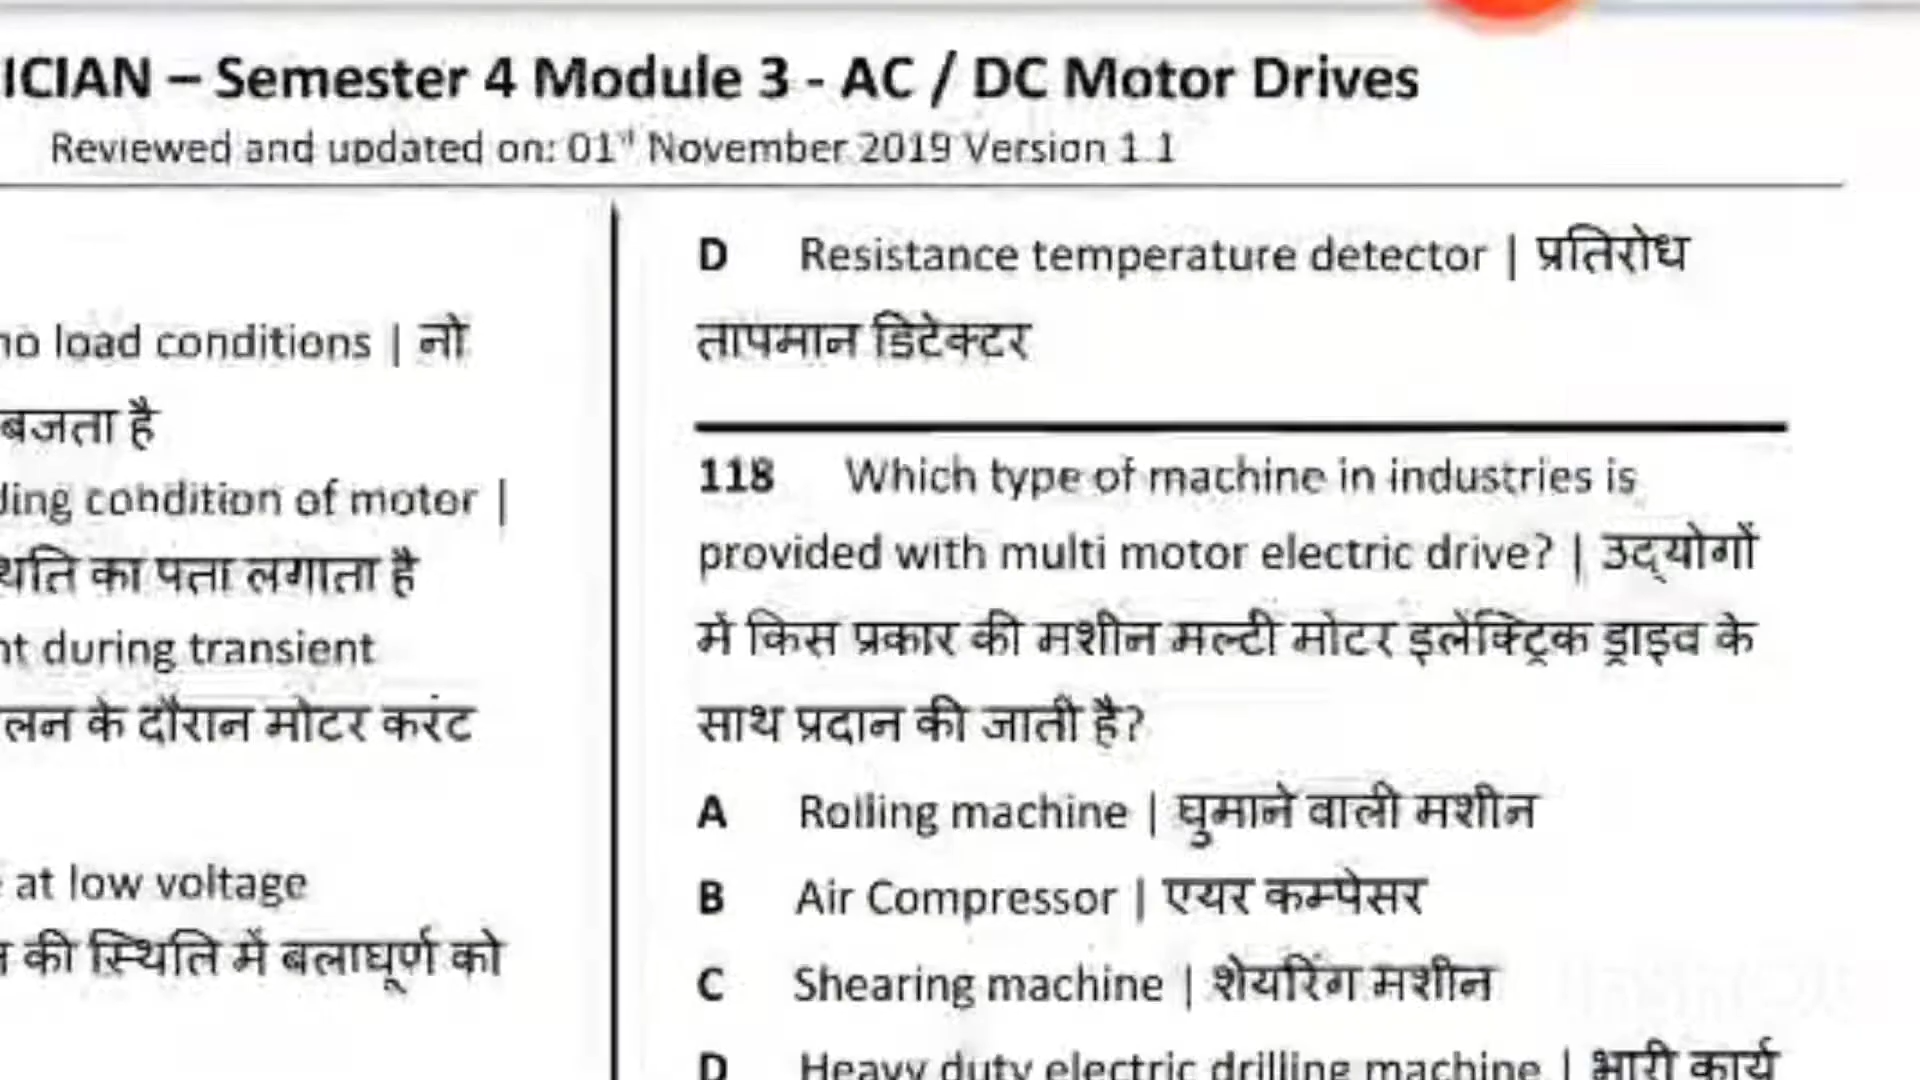 ICIAN – Semester 4 Module 3 - AC / DC Motor Drives
Reviewed and updated on: 01st November 2019 Version 1.1
no load conditions | नो
बजता है
ding condition of motor |
थति का पता लगाता है
nt during transient
लन के दौरान मोटर करंट
at low voltage
की स्थिति में बलाघूर्ण को
D Resistance temperature detector | प्रतिरोध
तापमान डिटेक्टर
118 Which type of machine in industries is
provided with multi motor electric drive? | उद्योगों
में किस प्रकार की मशीन मल्टी मोटर इलेक्ट्रिक ड्राइव के
साथ प्रदान की जाती है?
A Rolling machine | घुमाने वाली मशीन
B Air Compressor | एयर कम्पेसर
C Shearing machine | शेयरिंग मशीन
D Heavy duty electric drilling machine | भारी कार्य